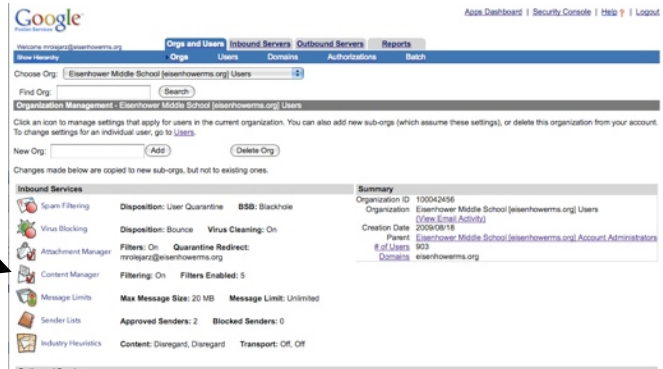 Google
Postini Services
Apps Dashboard | Security Console | Help ? | Logout
Welcome mrolejarz@eisenhowerms.org
Orgs and Users Inbound Servers Outbound Servers Reports
Show Hierarchy Orgs Users Domains Authorizations Batch
Choose Org: Eisenhower Middle School [eisenhowerms.org] Users
Find Org: Search
Organization Management - Eisenhower Middle School [eisenhowerms.org] Users
Click an icon to manage settings that apply for users in the current organization. You can also add new sub-orgs (which assume these settings), or delete this organization from your account.
To change settings for an individual user, go to Users.
New Org: Add Delete Org
Changes made below are copied to new sub-orgs, but not to existing ones.
Inbound Services
Spam Filtering Disposition: User Quarantine BSB: Blackhole
Virus Blocking Disposition: Bounce Virus Cleaning: On
Attachment Manager Filters: On Quarantine Redirect:
mrolejarz@eisenhowerms.org
Content Manager Filtering: On Filters Enabled: 5
Message Limits Max Message Size: 20 MB Message Limit: Unlimited
Sender Lists Approved Senders: 2 Blocked Senders: 0
Industry Heuristics Content: Disregard, Disregard Transport: Off, Off
Summary
Organization ID 100042456
Organization Eisenhower Middle School [eisenhowerms.org] Users
(View Email Activity)
Creation Date 2009/08/18
Parent Eisenhower Middle School [eisenhowerms.org] Account Administrators
# of Users 903
Domains eisenhowerms.org